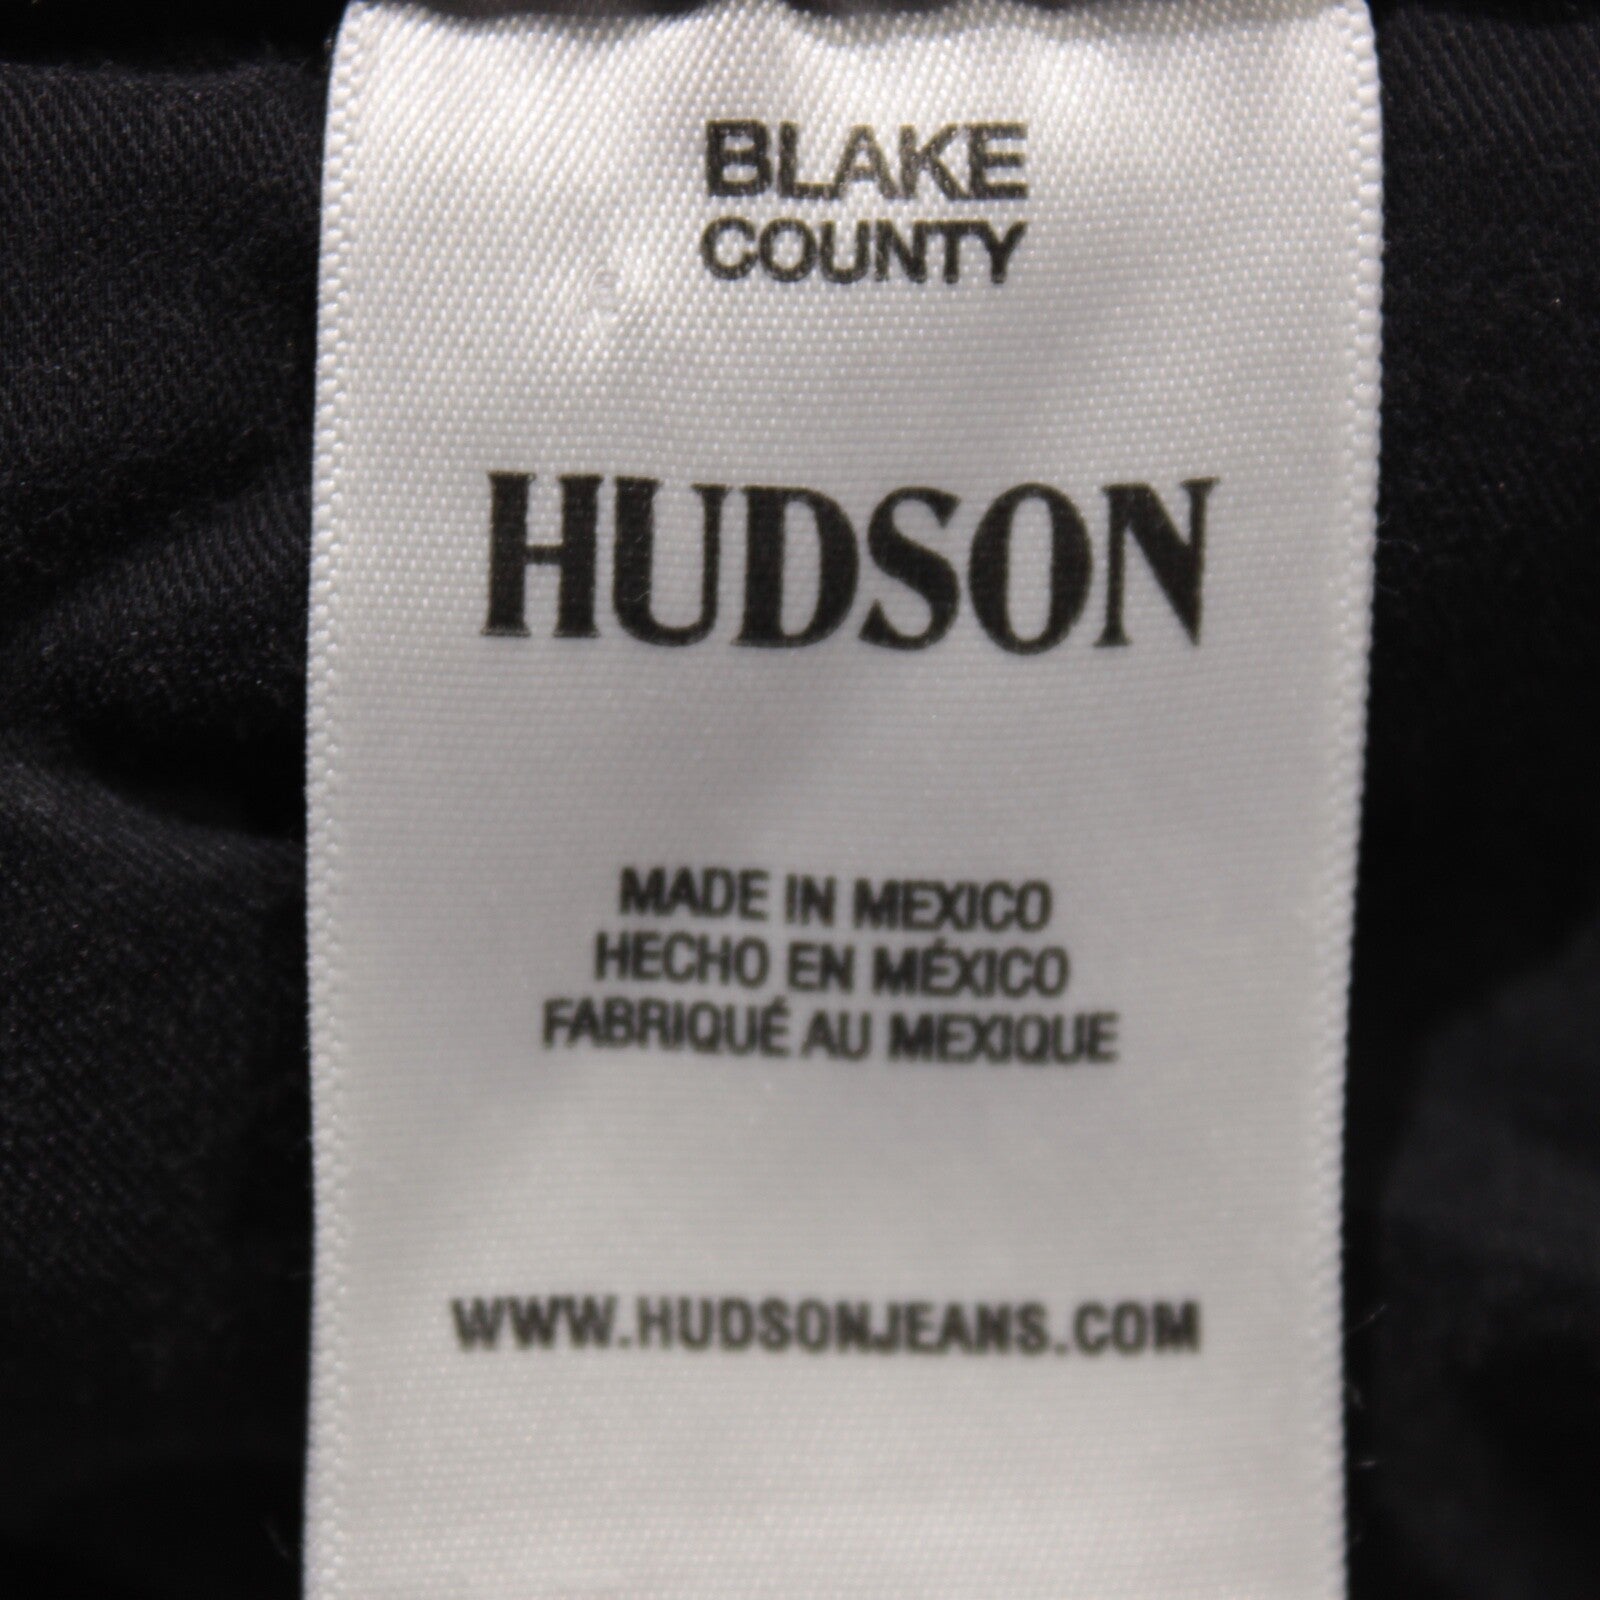 BLAKE
COUNTY
HUDSON
MADE IN MEXICO
HECHO EN MÉXICO
FABRIQUÉ AU MEXIQUE
WWW.HUDSONJEANS.COM